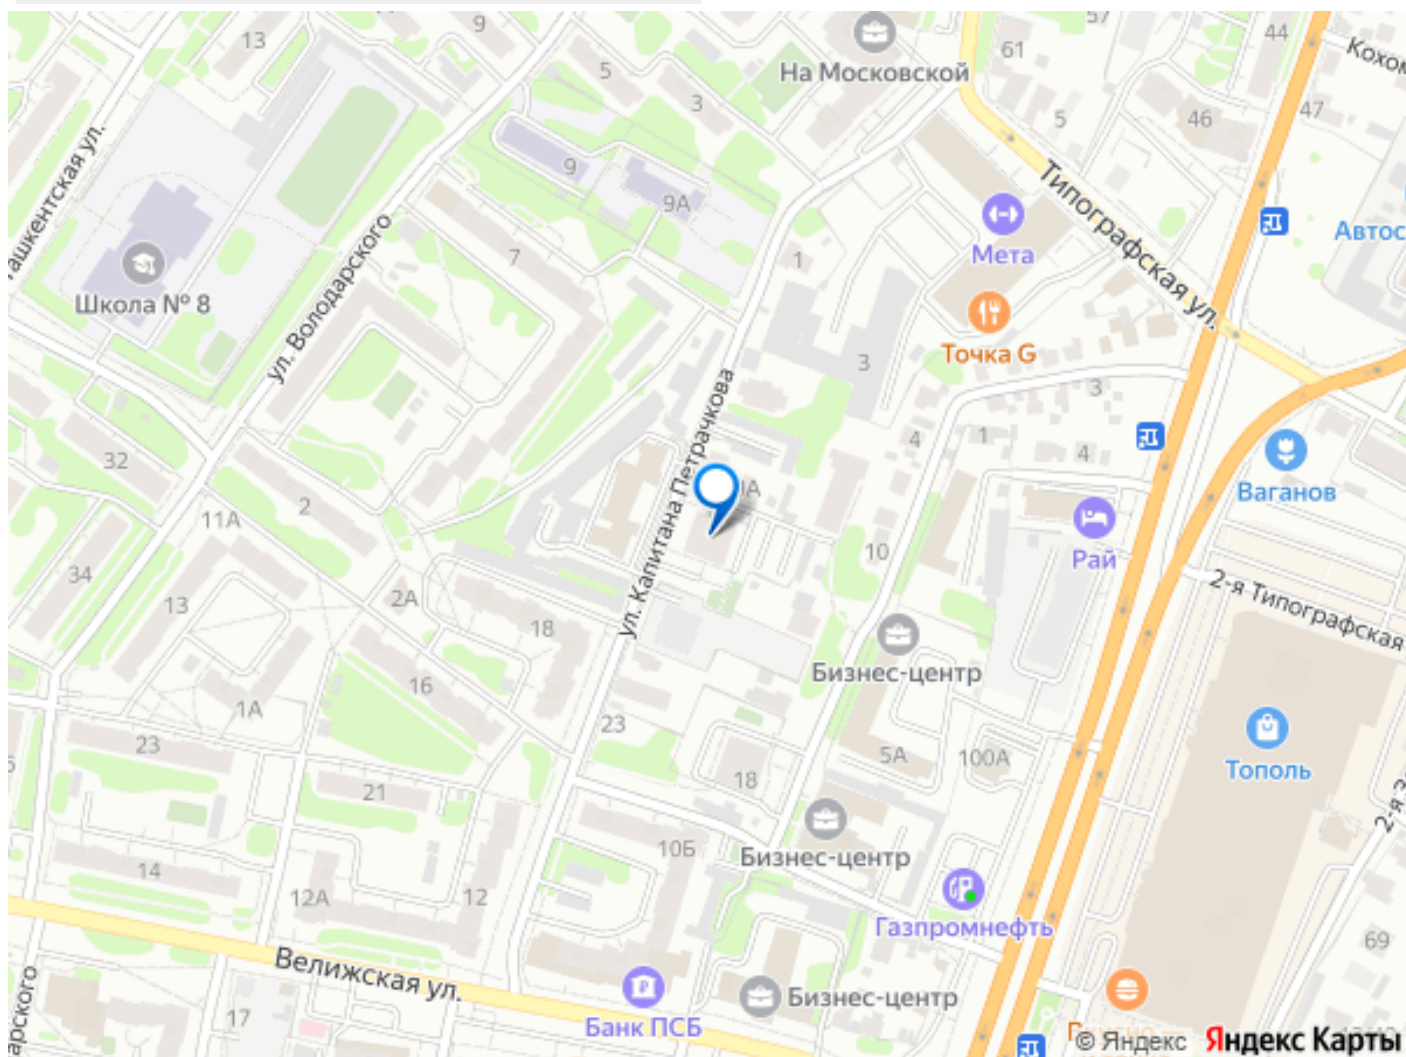 13
9
5
3
На Московской
61
57
44
Кохом
47
46
5
Ташкентская ул.
9
9А
Типографская ул.
Мета
Автос
7
1
Школа № 8
ул. Володарского
Точка G
3
3
ул. Капитана Петрачкова
4
1
4
32
Ваганов
2
11А
10
Рай
2-я Типографская
34
13
2А
18
Бизнес-центр
16
1А
23
23
5А
100А
18
Тополь
21
10Б
Бизнес-центр
14
12А
12
Газпромнефть
69
Велижская ул.
Бизнес-центр
17
Банк ПСБ
© Яндекс Яндекс Карты